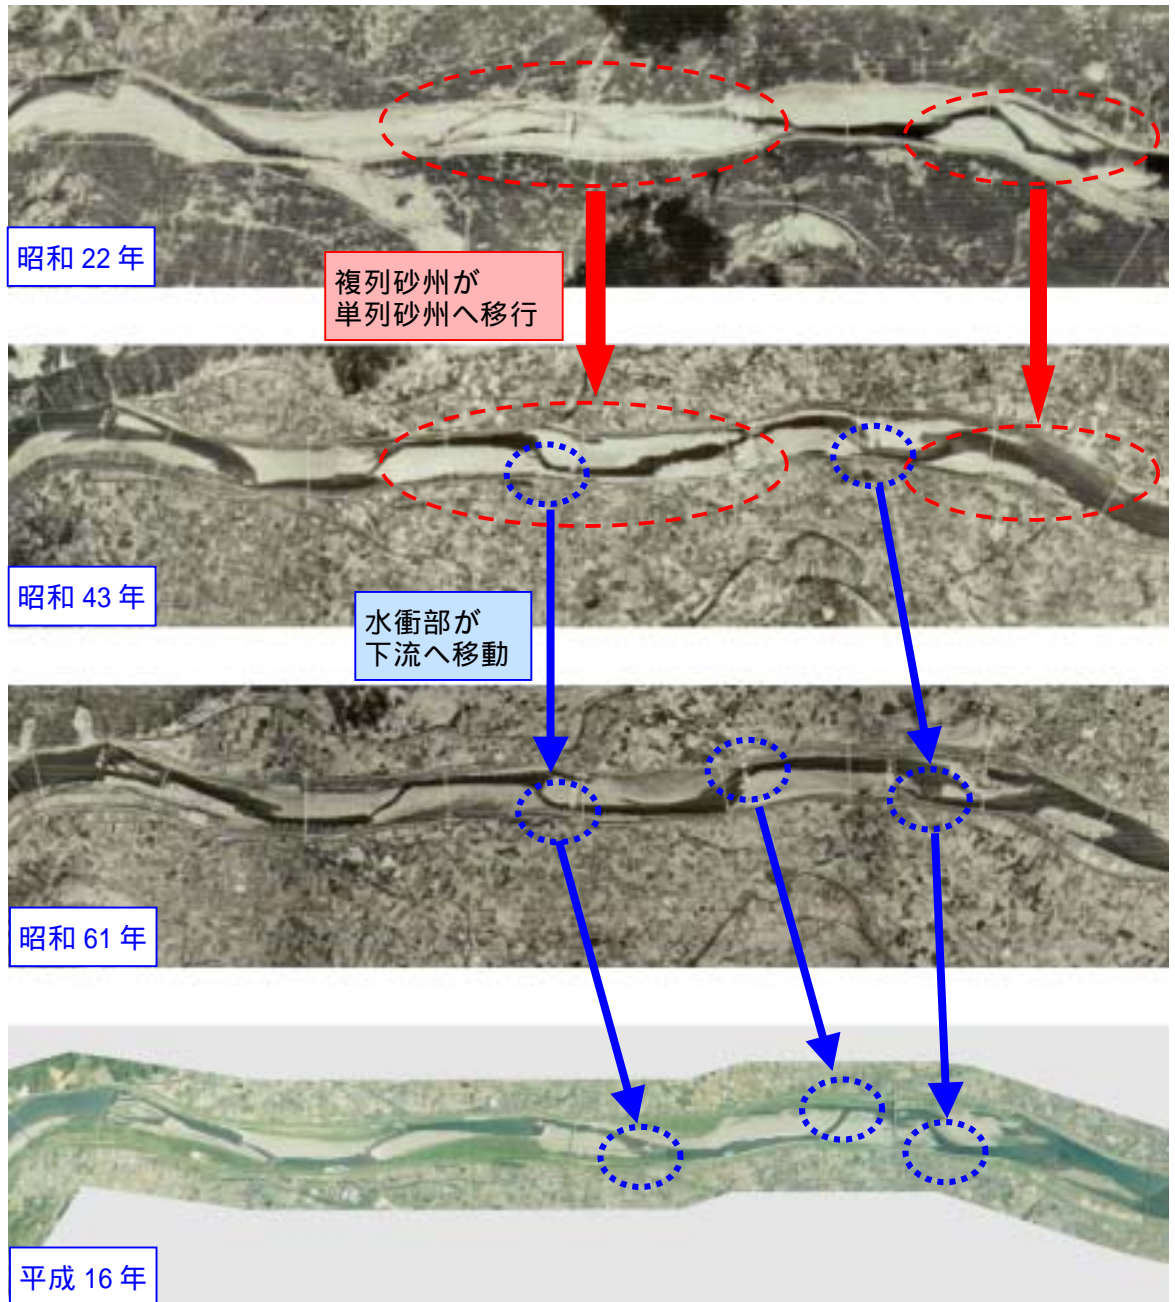 昭和 22 年
複列砂州が
単列砂州へ移行
昭和 43 年
水衝部が
下流へ移動
昭和 61 年
平成 16 年